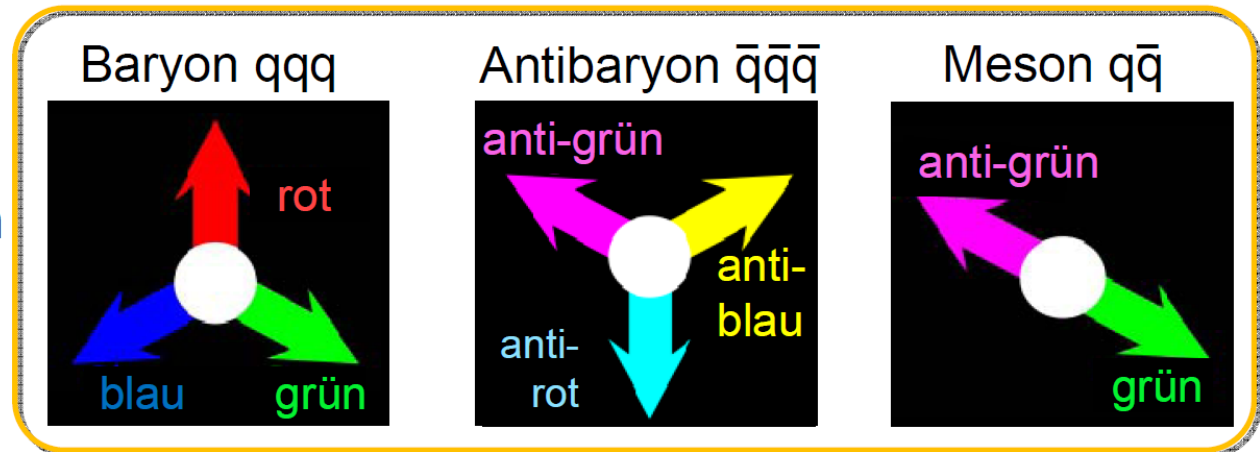 Baryon qqq
rot
blau
grün
Antibaryon q̄q̄q̄
anti-grün
anti-
blau
anti-
rot
Meson qq̄
anti-grün
grün